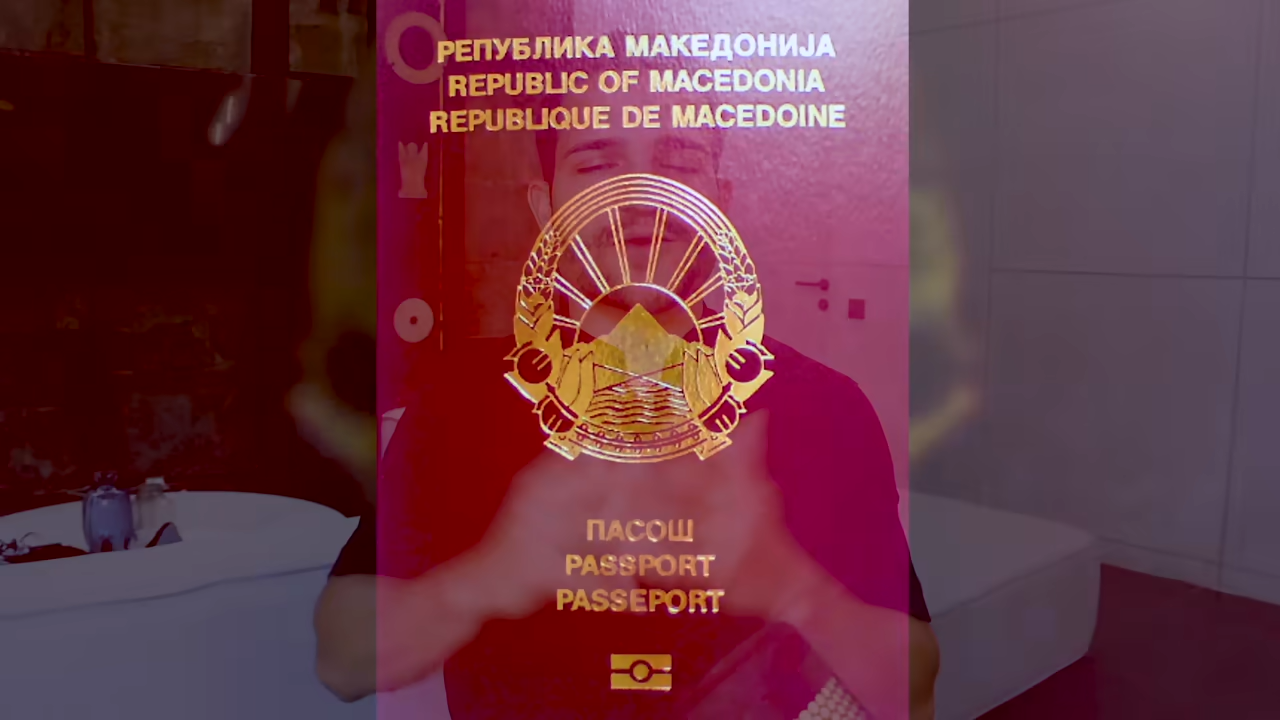 РЕПУБЛИКА МАКЕДОНИЈА
REPUBLIC OF MACEDONIA
REPUBLIQUE DE MACEDOINE
ПАСОШ
PASSPORT
PASSEPORT